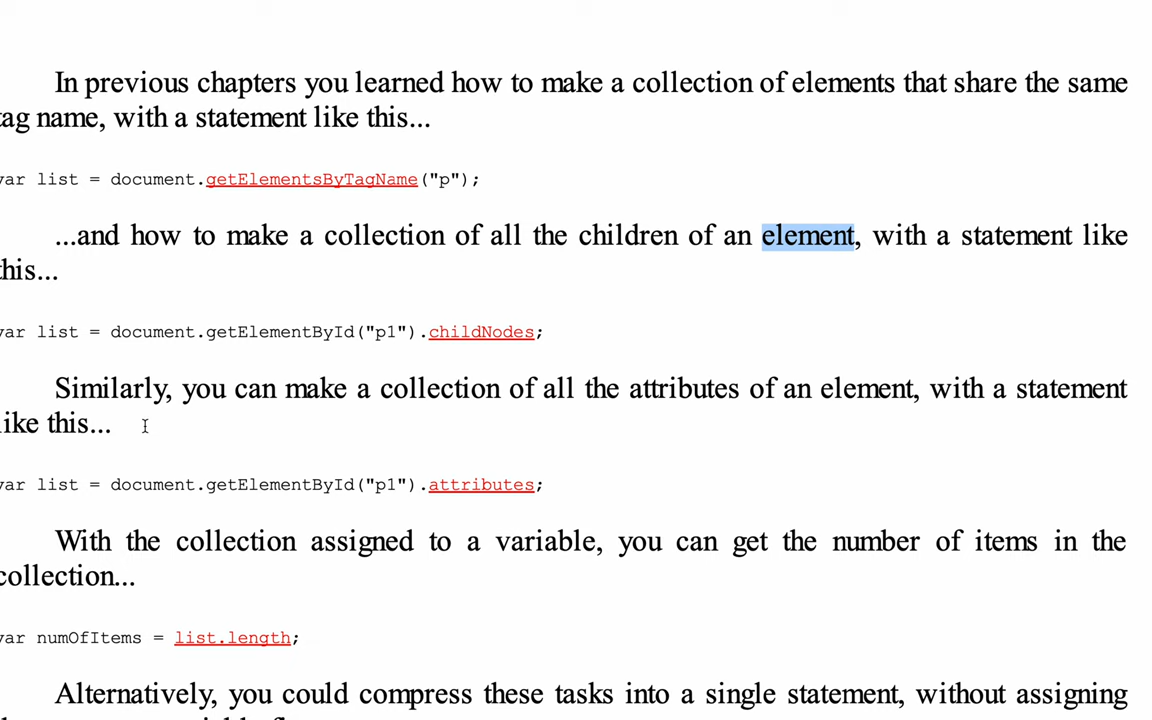 In previous chapters you learned how to make a collection of elements that share the same
tag name, with a statement like this...
var list = document.getElementsByTagName("p");
...and how to make a collection of all the children of an element, with a statement like
this...
var list = document.getElementById("p1").childNodes;
Similarly, you can make a collection of all the attributes of an element, with a statement
like this...
var list = document.getElementById("p1").attributes;
With the collection assigned to a variable, you can get the number of items in the
collection...
var numOfItems = list.length;
Alternatively, you could compress these tasks into a single statement, without assigning